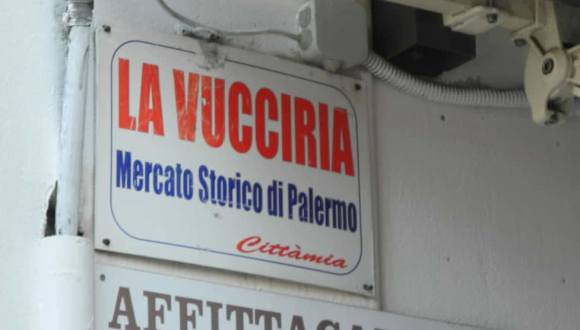 LA VUCCIRIA
Mercato Storico di Palermo
Cittàmia